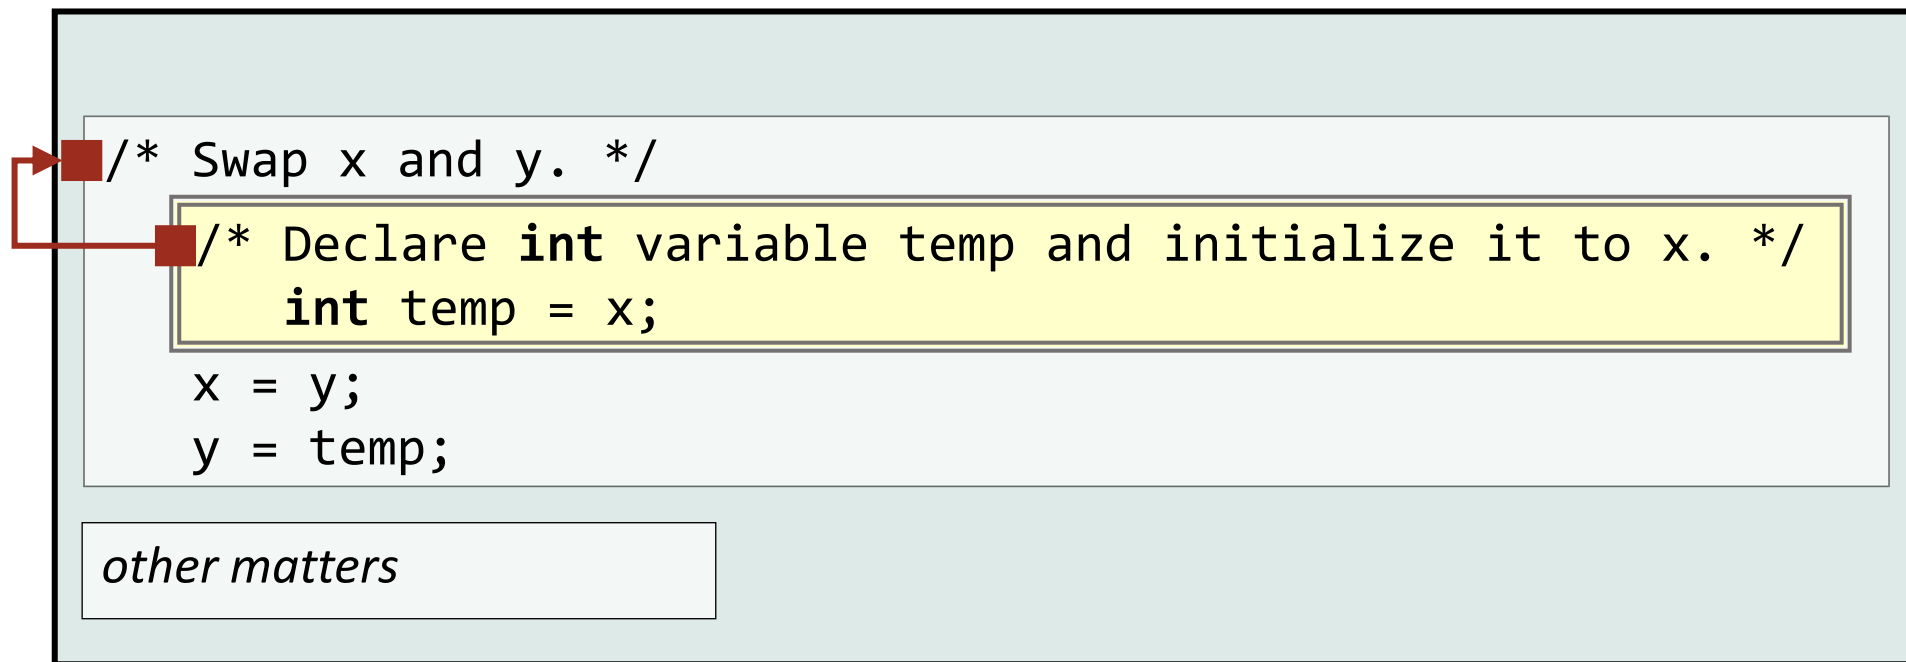 /* Swap x and y. */
/* Declare int variable temp and initialize it to x. */
int temp = x;
x = y;
y = temp;
other matters